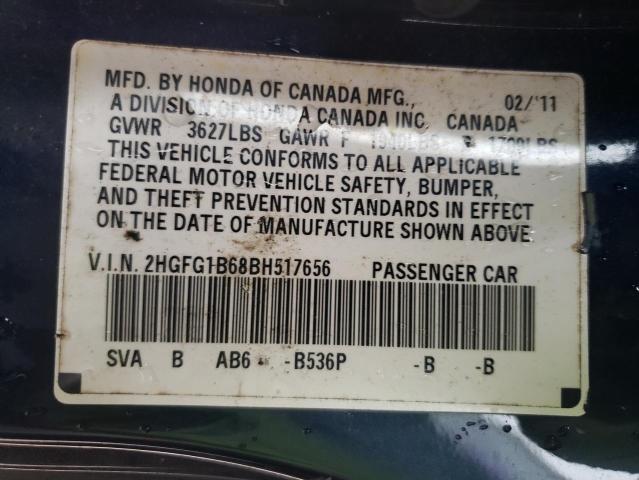 MFD. BY HONDA OF CANADA MFG., 02/'11
A DIVISION OF HONDA CANADA INC. CANADA
GVWR 3627LBS GAWR F
THIS VEHICLE CONFORMS TO ALL APPLICABLE
FEDERAL MOTOR VEHICLE SAFETY, BUMPER,
AND THEFT PREVENTION STANDARDS IN EFFECT
ON THE DATE OF MANUFACTURE SHOWN ABOVE
V.I.N. 2HGFG1B68BH517656 PASSENGER CAR
SVA B AB6 -B536P -B -B